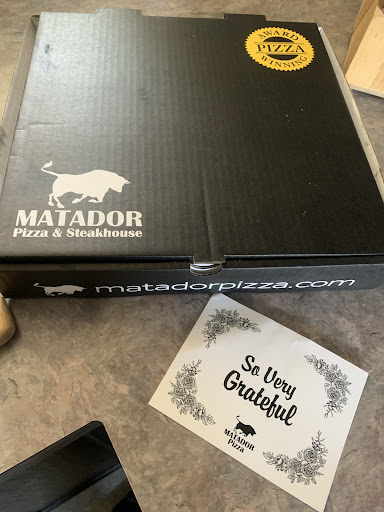 AWARD
PIZZA
WINNING
MATADOR
Pizza & Steakhouse
matadorpizza.com
So Very
Grateful
MATADOR
Pizza